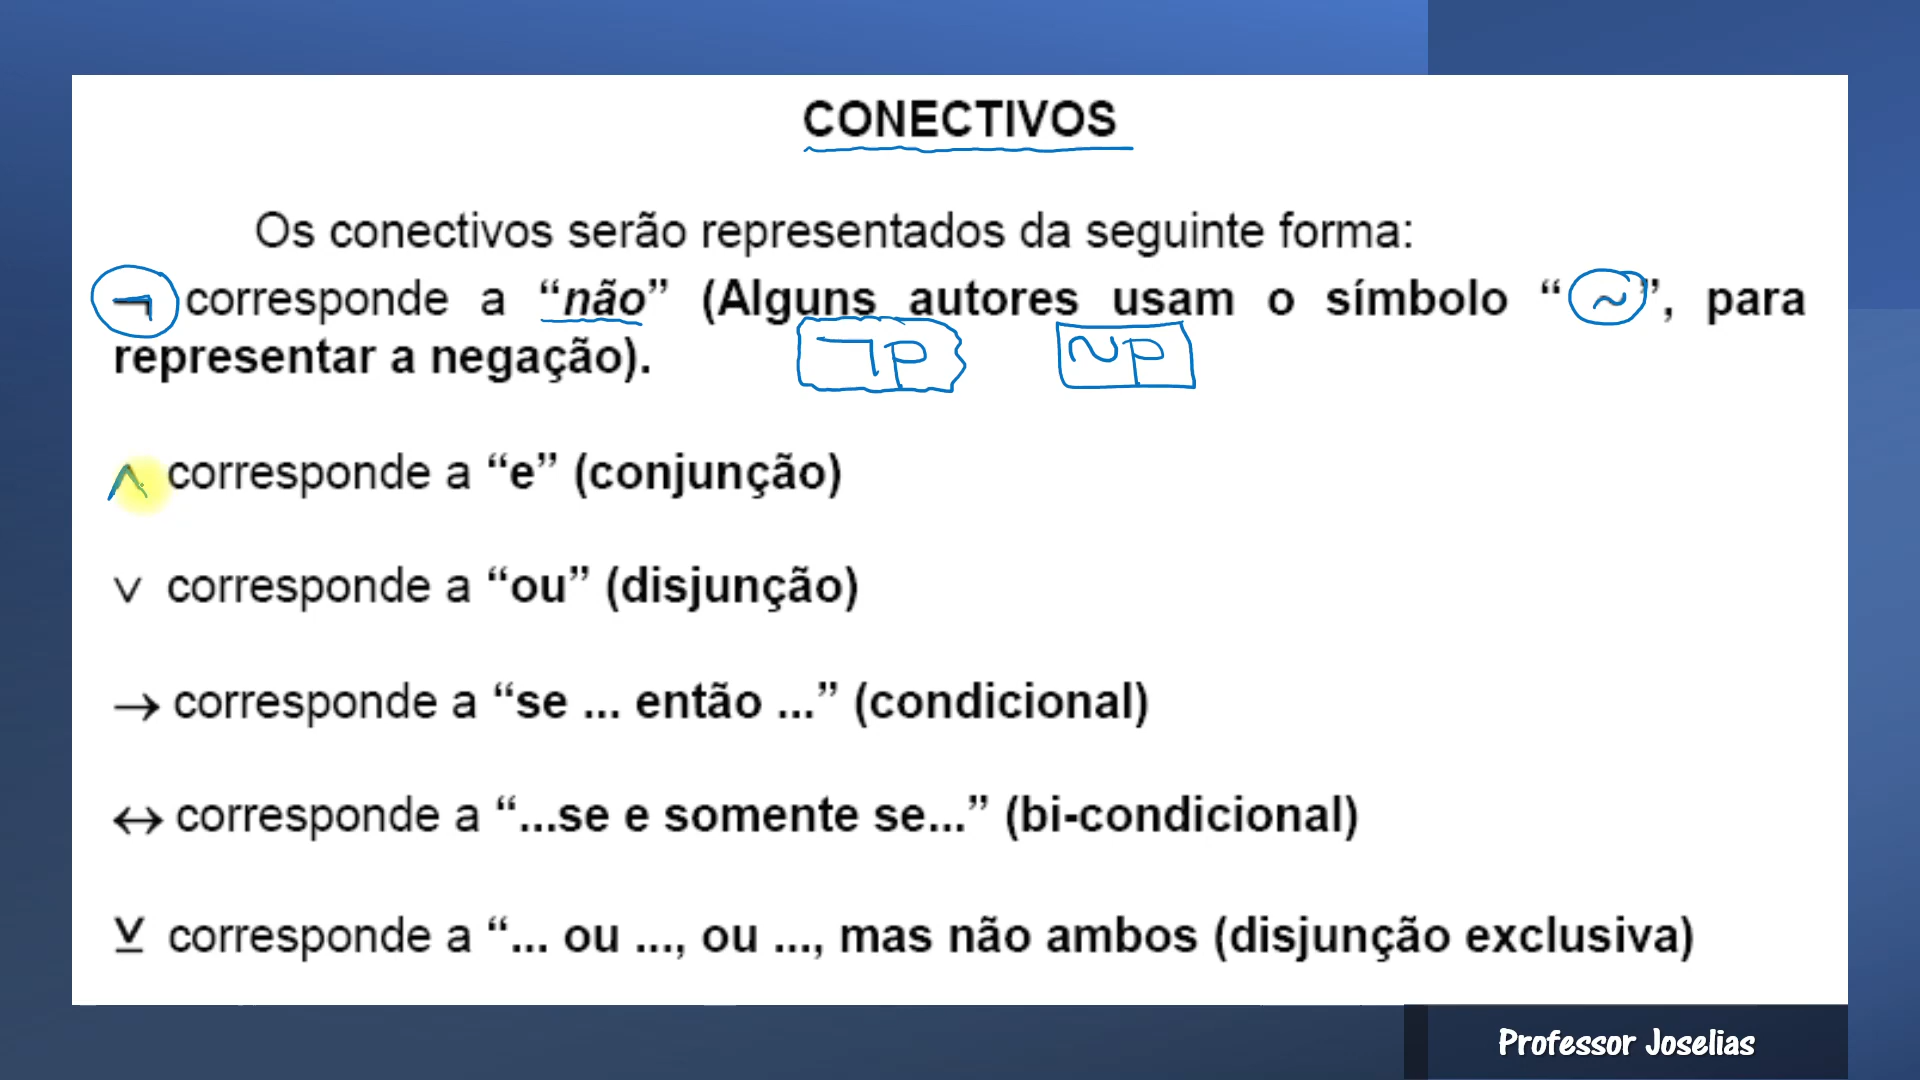 CONECTIVOS
Os conectivos serão representados da seguinte forma:
¬ corresponde a “não” (Alguns autores usam o símbolo “~”, para
representar a negação).
¬p ~p
∧ corresponde a “e” (conjunção)
∨ corresponde a “ou” (disjunção)
→ corresponde a “se ... então ...” (condicional)
↔ corresponde a “...se e somente se...” (bi-condicional)
⊻ corresponde a “... ou ..., ou ..., mas não ambos (disjunção exclusiva)
Professor Joselias